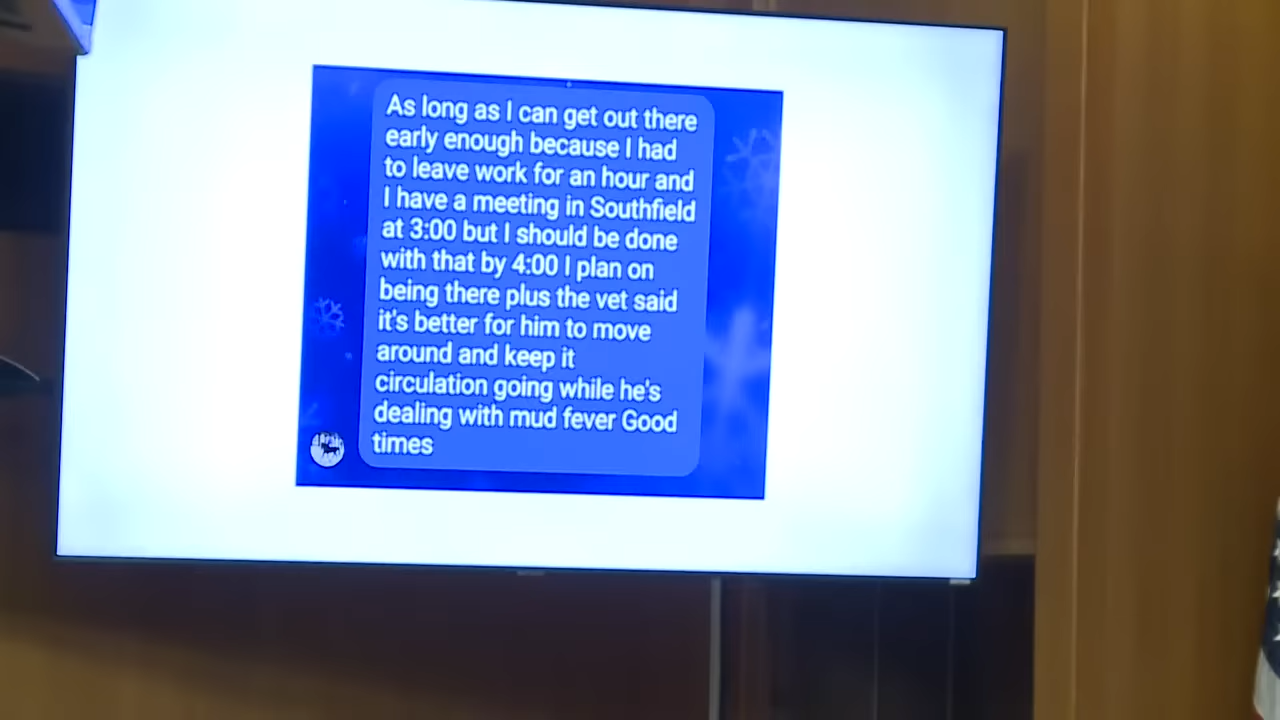 As long as I can get out there
early enough because I had
to leave work for an hour and
I have a meeting in Southfield
at 3:00 but I should be done
with that by 4:00 I plan on
being there plus the vet said
it's better for him to move
around and keep it
circulation going while he's
dealing with mud fever Good
times